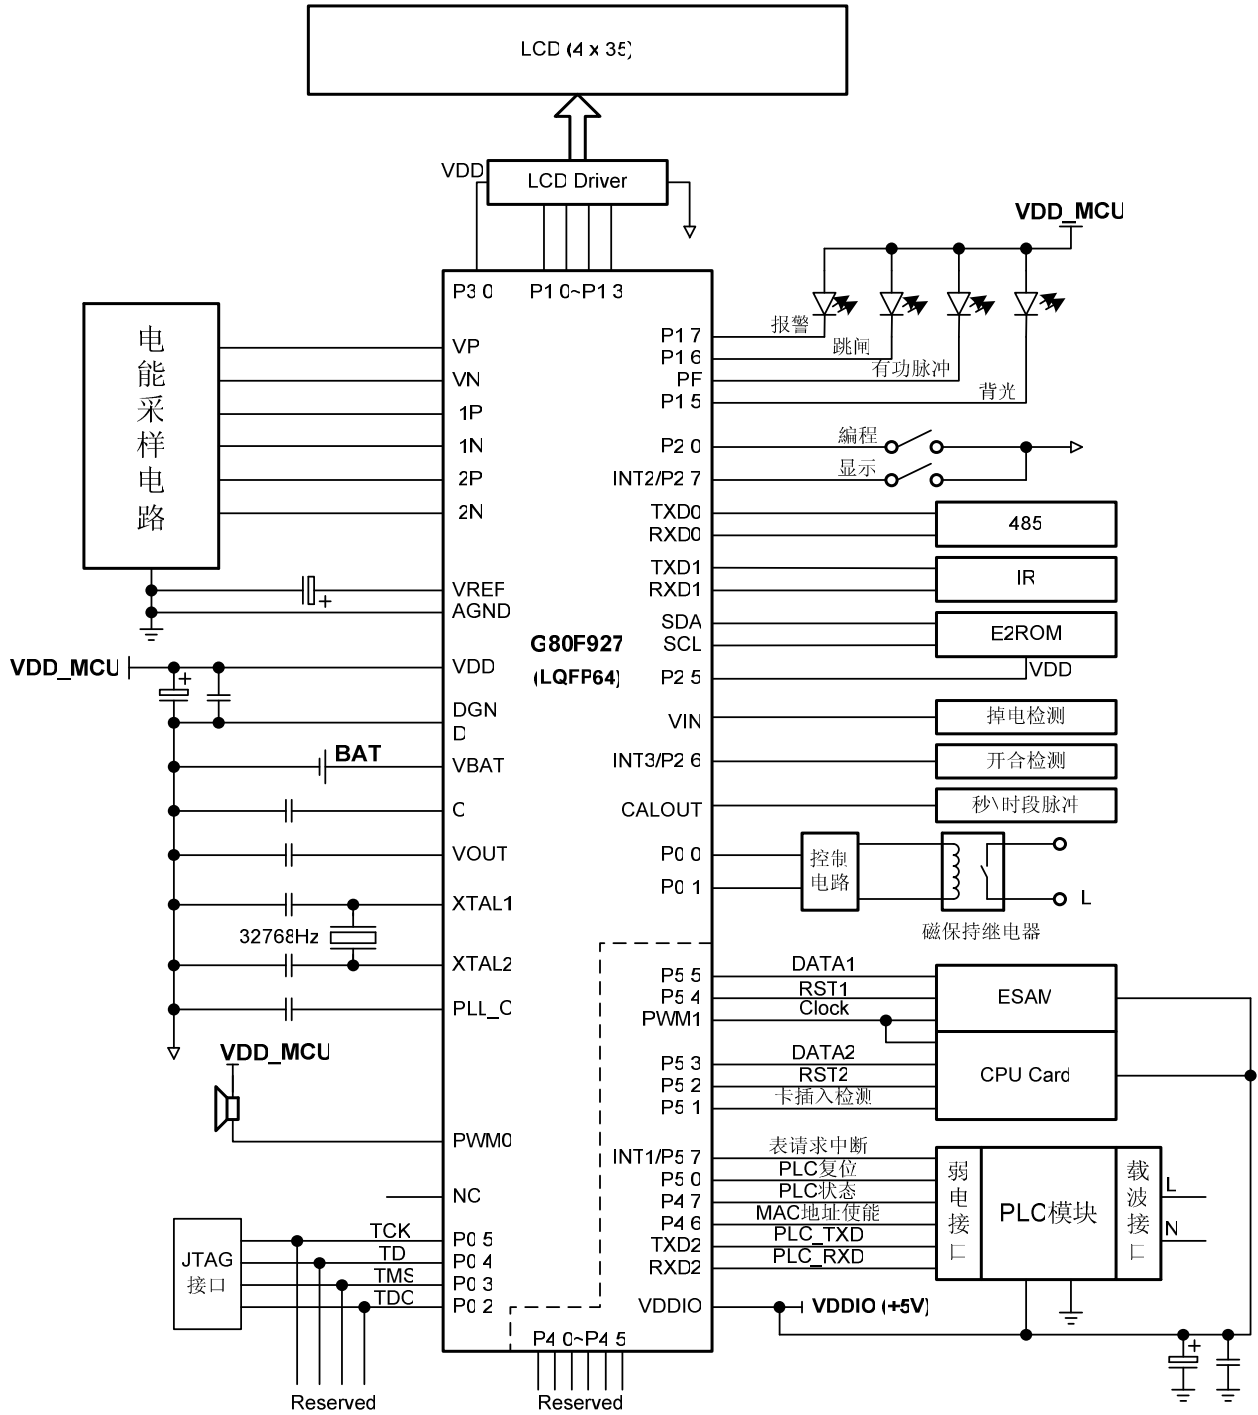 LCD (4 x 35)
VDD
LCD Driver
VDD_MCU
P3 0
P1 0~P1 3
电能采样电路
VP
VN
1P
1N
2P
2N
VREF
AGND
VDD_MCU
VDD
DGN
D
BAT
VBAT
C
VOUT
XTAL1
32768Hz
XTAL2
PLL_C
VDD_MCU
PWM0
NC
JTAG
接口
TCK
P0 5
TD
P0 4
TMS
P0 3
TDO
P0 2
Reserved
G80F927
(LQFP64)
P4 0~P4 5
Reserved
P1 7
报警
P1 6
跳闸
PF
有功脉冲
P1 5
背光
P2 0
编程
INT2/P2 7
显示
TXD0
RXD0
485
TXD1
RXD1
IR
SDA
SCL
E2ROM
P2 5
VDD
VIN
掉电检测
INT3/P2 6
开合检测
CALOUT
秒\时段脉冲
P0 0
P0 1
控制
电路
L
磁保持继电器
P5 5
DATA1
P5 4
RST1
PWM1
Clock
ESAM
P5 3
DATA2
P5 2
RST2
P5 1
卡插入检测
CPU Card
INT1/P5 7
表请求中断
P5 0
PLC复位
P4 7
PLC状态
P4 6
MAC地址使能
TXD2
PLC_TXD
RXD2
PLC_RXD
弱电接口
PLC模块
载波接口
L
N
VDDIO
VDDIO (+5V)